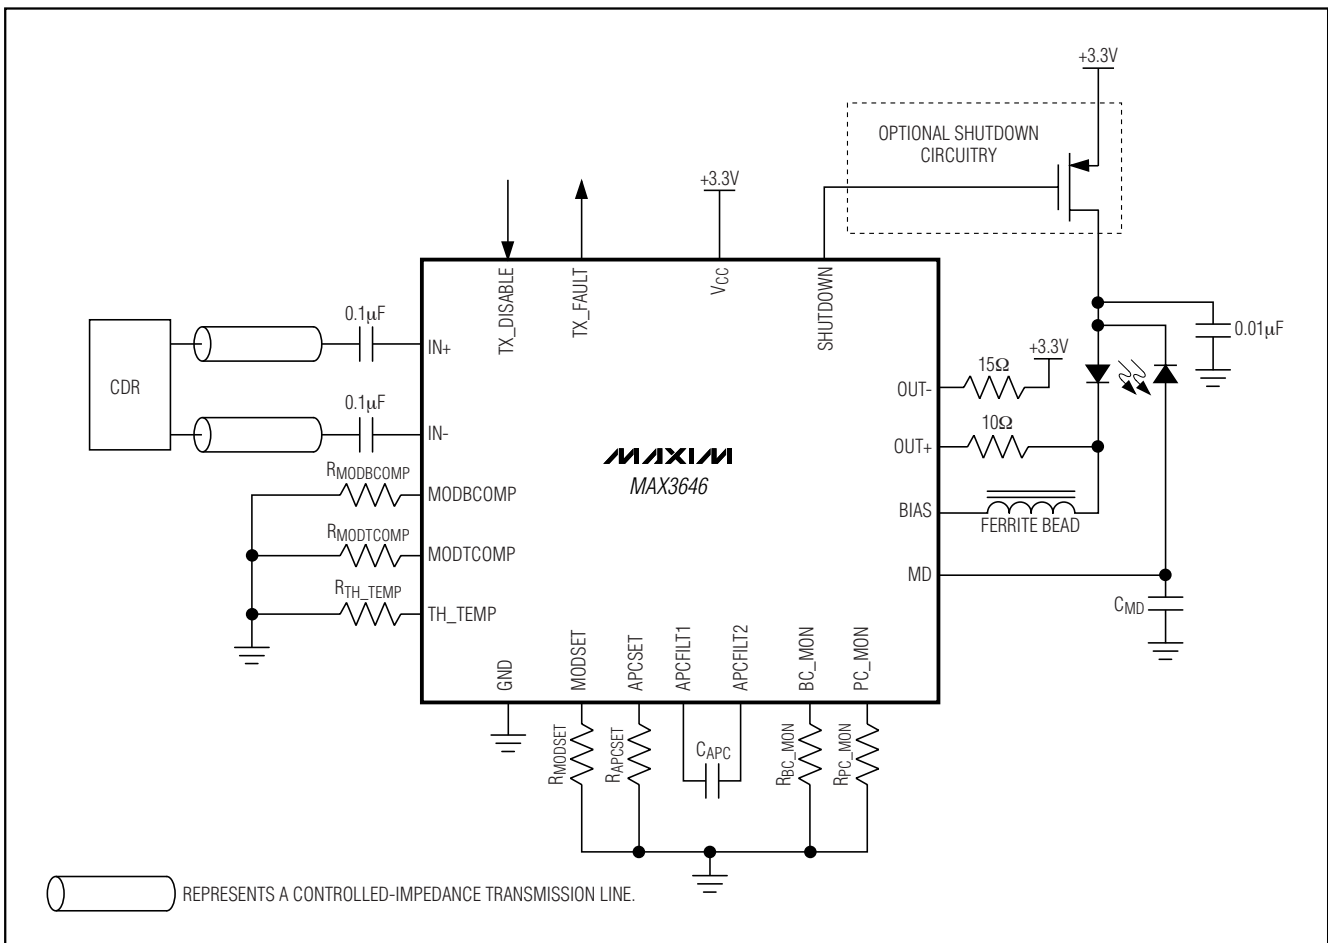 +3.3V
OPTIONAL SHUTDOWN
CIRCUITRY
+3.3V
TX_DISABLE
TX_FAULT
VCC
SHUTDOWN
0.1μF
IN+
CDR
0.1μF
IN-
0.01μF
+3.3V
15Ω
OUT-
10Ω
OUT+
MAXIM
MAX3646
RMODBCOMP
MODBCOMP
BIAS
FERRITE BEAD
RMODTCOMP
MODTCOMP
MD
RTH_TEMP
TH_TEMP
CMD
GND
MODSET
APCSET
APCFILT1
APCFILT2
BC_MON
PC_MON
RMODSET
RAPCSET
CAPC
RBC_MON
RPC_MON
REPRESENTS A CONTROLLED-IMPEDANCE TRANSMISSION LINE.